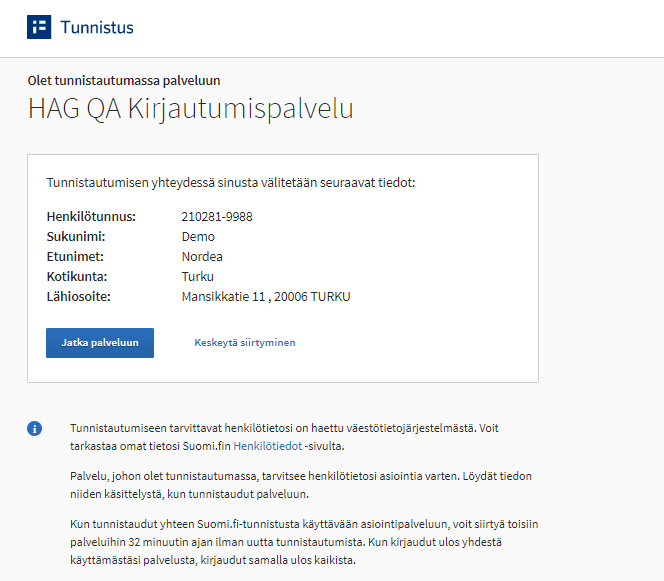 Tunnistus
Olet tunnistautumassa palveluun
HAG QA Kirjautumispalvelu
Tunnistautumisen yhteydessä sinusta välitetään seuraavat tiedot:
Henkilötunnus: 210281-9988
Sukunimi: Demo
Etunimet: Nordea
Kotikunta: Turku
Lähiosoite: Mansikkatie 11 , 20006 TURKU
Jatka palveluun Keskeytä siirtyminen
Tunnistautumiseen tarvittavat henkilötietosi on haettu väestötietojärjestelmästä. Voit
tarkastaa omat tietosi Suomi.fin Henkilötiedot -sivulta.
Palvelu, johon olet tunnistautumassa, tarvitsee henkilötietosi asiointia varten. Löydät tiedon
niiden käsittelystä, kun tunnistaudut palveluun.
Kun tunnistaudut yhteen Suomi.fi-tunnistusta käyttävään asiointipalveluun, voit siirtyä toisiin
palveluihin 32 minuutin ajan ilman uutta tunnistautumista. Kun kirjaudut ulos yhdestä
käyttämästäsi palvelusta, kirjaudut samalla ulos kaikista.